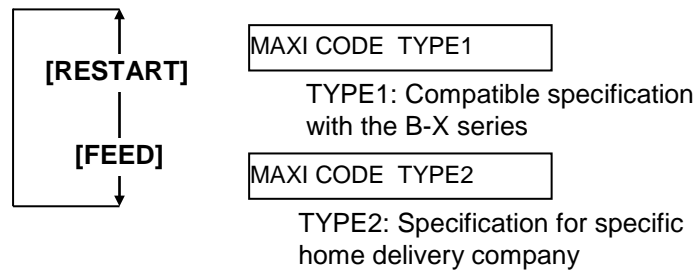 [RESTART]
[FEED]
MAXI CODE TYPE1
TYPE1: Compatible specification
with the B-X series
MAXI CODE TYPE2
TYPE2: Specification for specific
home delivery company